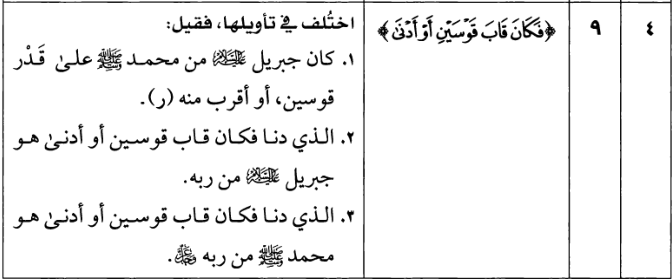 ٤
٩
﴿فَكَانَ قَابَ قَوْسَيْنِ أَوْ أَدْنَىٰ﴾
اختُلف في تأويلها، فقيل:
١. كان جبريل عليه السلام من محمد ﷺ علىٰ قَدْر
قوسين، أو أقرب منه (ر).
٢. الذي دنا فكان قاب قوسين أو أدنىٰ هو
جبريل عليه السلام من ربه.
٣. الذي دنا فكان قاب قوسين أو أدنىٰ هو
محمد ﷺ من ربه ﷻ.